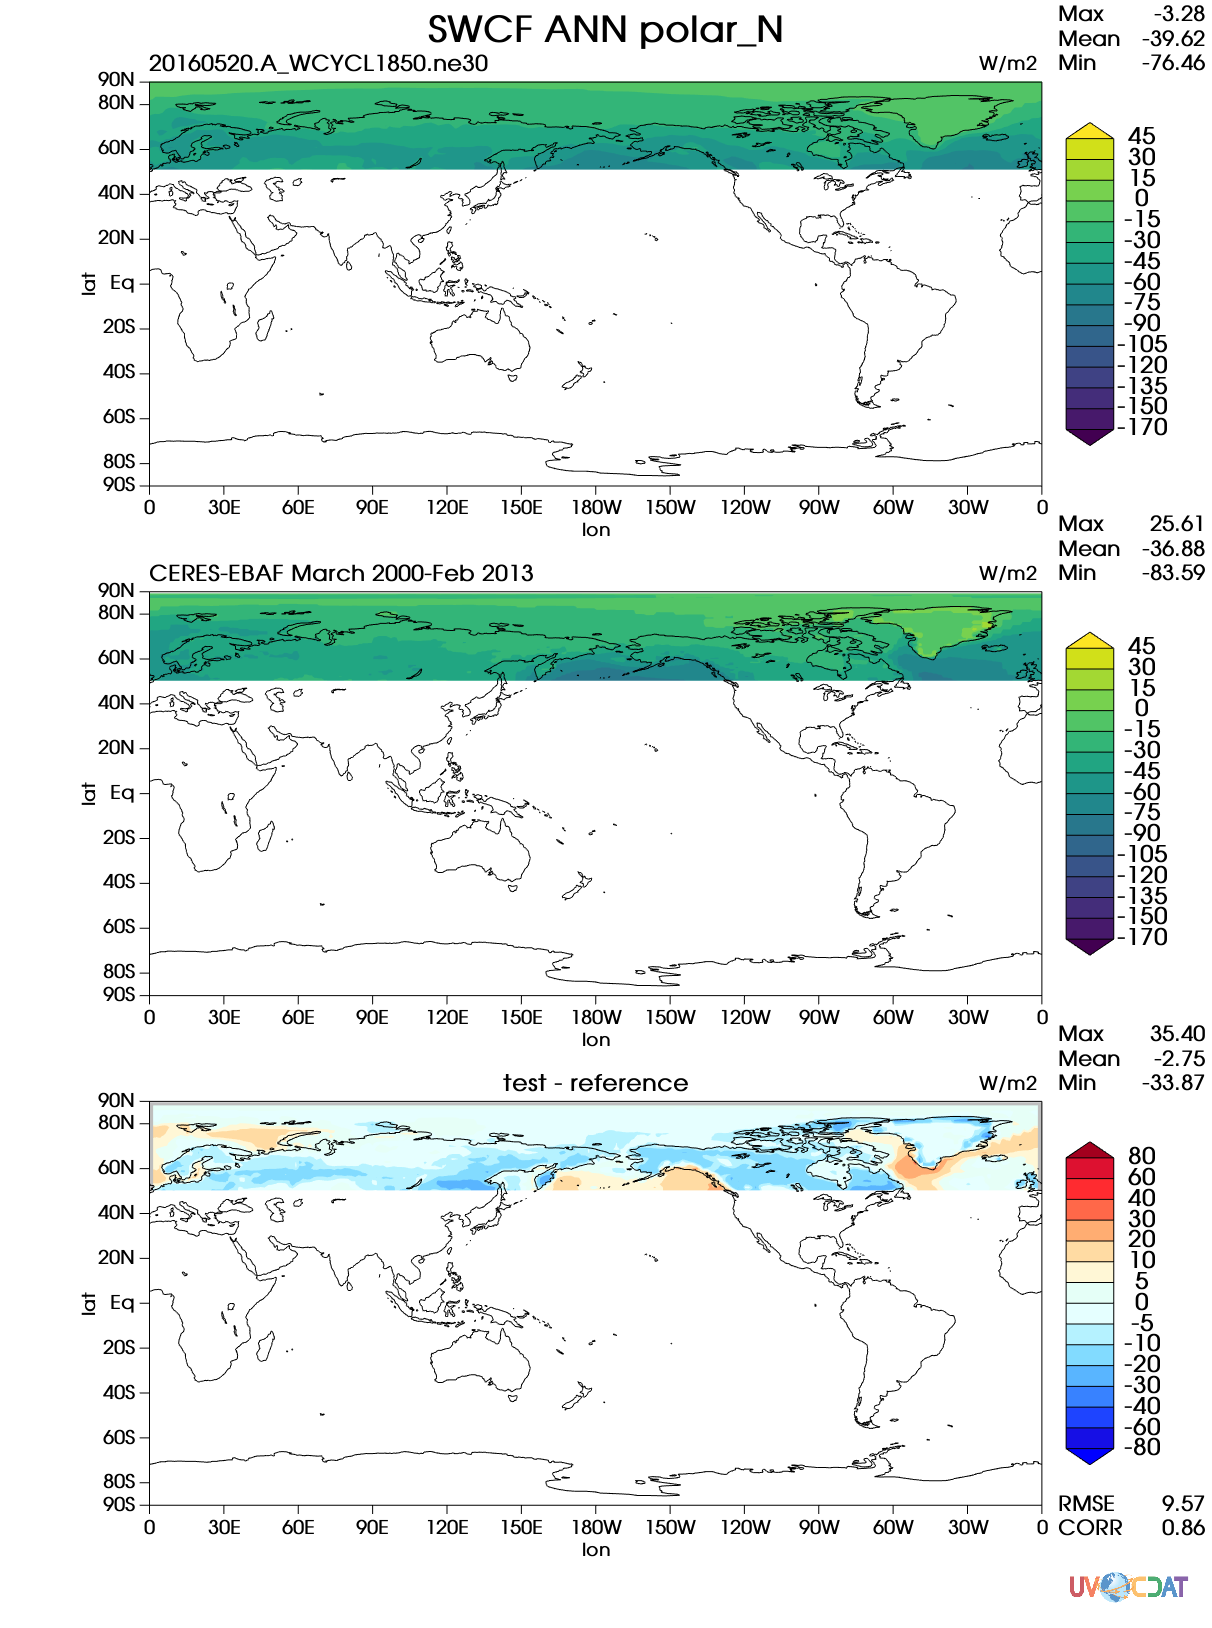 SWCF ANN polar_N
Max -3.28
Mean -39.62
Min -76.46
20160520.A_WCYCL1850.ne30 W/m2
90N
80N
60N
40N
20N
Eq
20S
40S
60S
80S
90S
lat
0 30E 60E 90E 120E 150E 180W 150W 120W 90W 60W 30W 0
lon
45
30
15
0
-15
-30
-45
-60
-75
-90
-105
-120
-135
-150
-170
Max 25.61
Mean -36.88
Min -83.59
CERES-EBAF March 2000-Feb 2013 W/m2
90N
80N
60N
40N
20N
Eq
20S
40S
60S
80S
90S
lat
0 30E 60E 90E 120E 150E 180W 150W 120W 90W 60W 30W 0
lon
45
30
15
0
-15
-30
-45
-60
-75
-90
-105
-120
-135
-150
-170
Max 35.40
Mean -2.75
Min -33.87
test - reference W/m2
90N
80N
60N
40N
20N
Eq
20S
40S
60S
80S
90S
lat
0 30E 60E 90E 120E 150E 180W 150W 120W 90W 60W 30W 0
lon
80
60
40
30
20
10
5
0
-5
-10
-20
-30
-40
-60
-80
RMSE 9.57
CORR 0.86
UV CDAT